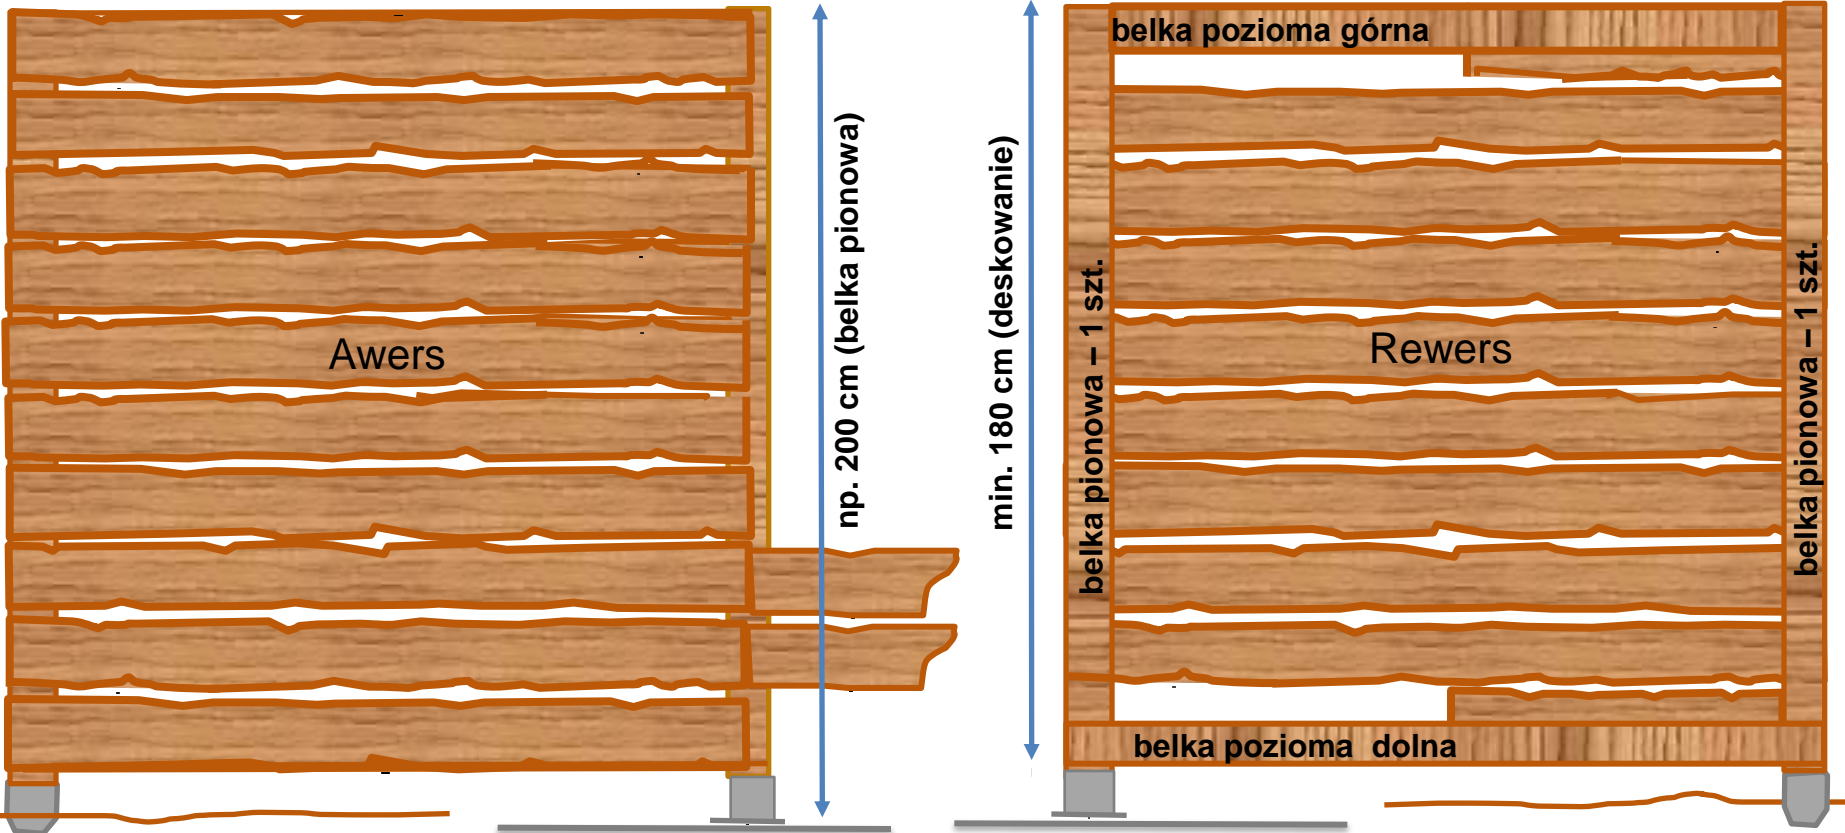 Awers
np. 200 cm (belka pionowa)
min. 180 cm (deskowanie)
belka pozioma górna
belka pionowa – 1 szt.
Rewers
belka pionowa – 1 szt.
belka pozioma dolna